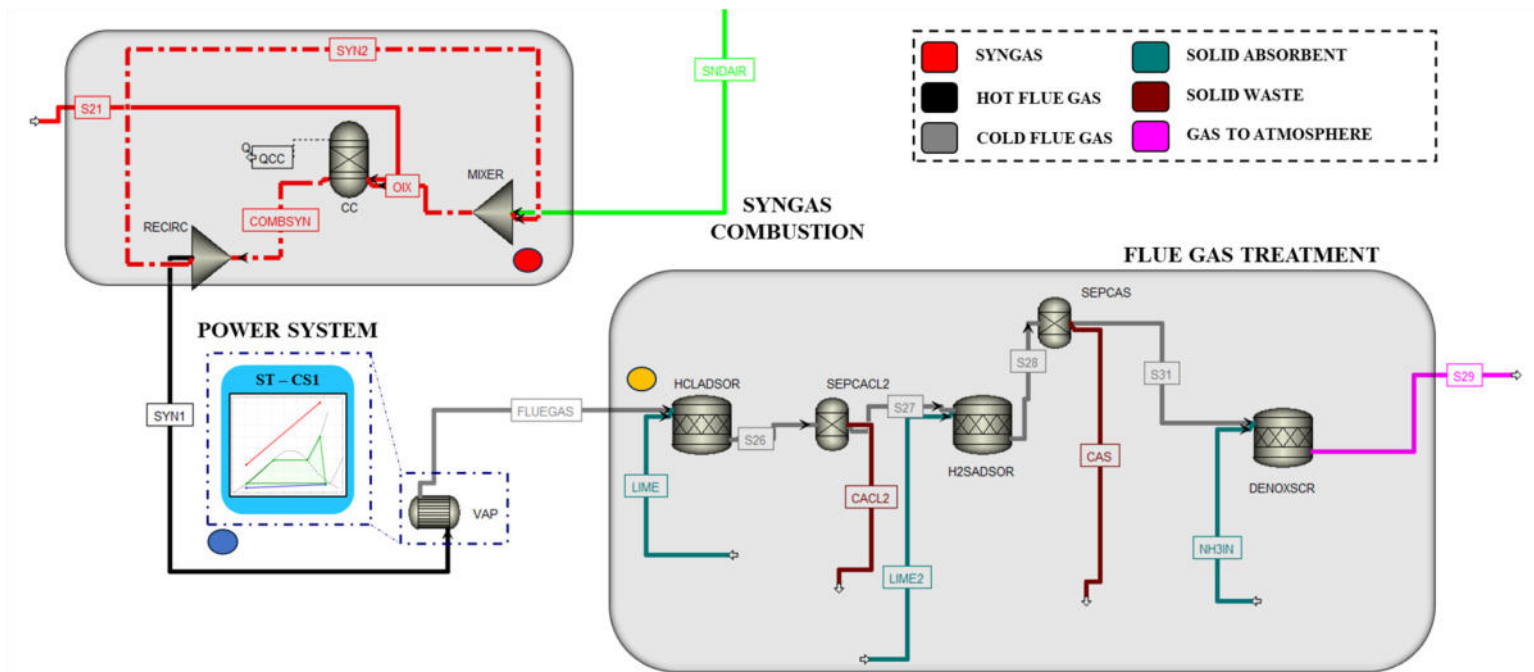 SYN2
SNDAIR
SYNGAS
SOLID ABSORBENT
HOT FLUE GAS
SOLID WASTE
COLD FLUE GAS
GAS TO ATMOSPHERE
S21
Q
QCC
CC
OIX
MIXER
COMBSYN
RECIRC
SYNGAS
COMBUSTION
FLUE GAS TREATMENT
POWER SYSTEM
ST – CS1
SYN1
FLUEGAS
VAP
HCLADSOR
SEPCACL2
SEPCAS
S26
S27
S28
S31
S29
H2SADSOR
DENOXSCR
LIME
CACL2
LIME2
CAS
NH3IN